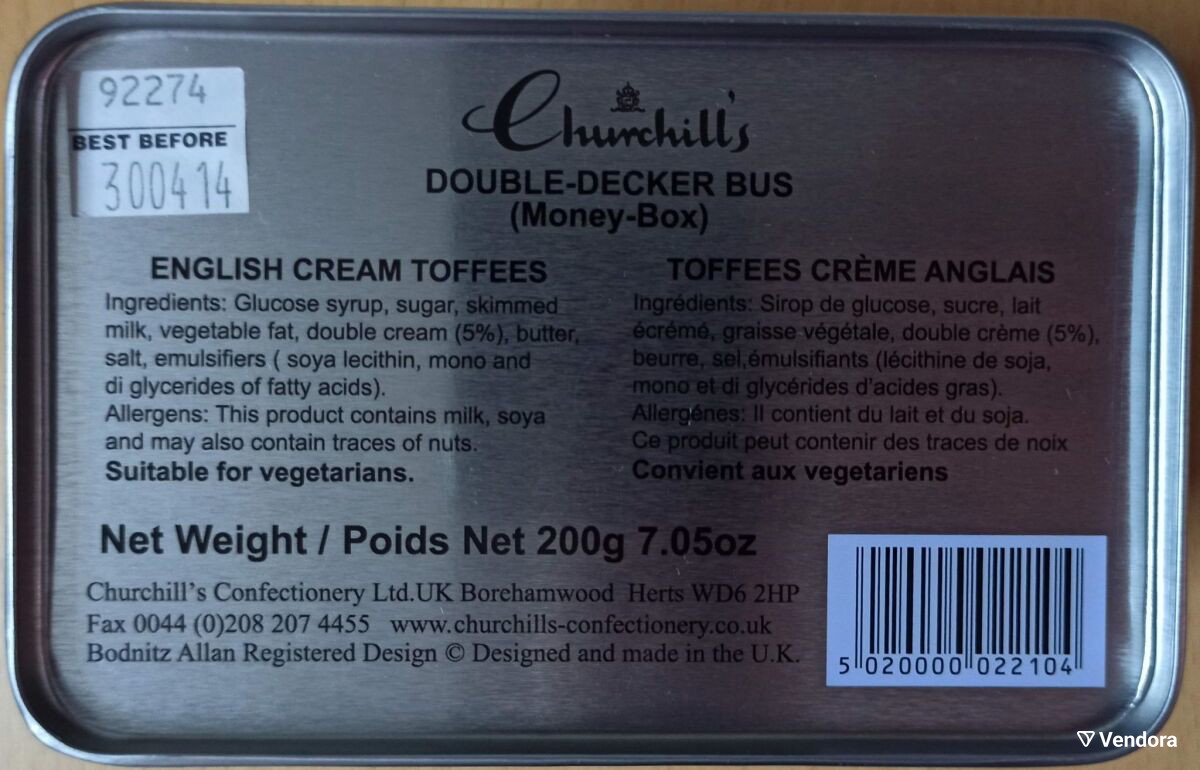 92274
BEST BEFORE
300414
Churchill's
DOUBLE-DECKER BUS
(Money-Box)
ENGLISH CREAM TOFFEES
Ingredients: Glucose syrup, sugar, skimmed
milk, vegetable fat, double cream (5%), butter,
salt, emulsifiers ( soya lecithin, mono and
di glycerides of fatty acids).
Allergens: This product contains milk, soya
and may also contain traces of nuts.
Suitable for vegetarians.
TOFFEES CRÈME ANGLAIS
Ingrédients: Sirop de glucose, sucre, lait
écrémé, graisse végétale, double crème (5%),
beurre, sel,émulsifiants (lécithine de soja,
mono et di glycérides d'acides gras).
Allergénes: Il contient du lait et du soja.
Ce produit peut contenir des traces de noix
Convient aux vegetariens
Net Weight / Poids Net 200g 7.05oz
Churchill's Confectionery Ltd.UK Borehamwood Herts WD6 2HP
Fax 0044 (0)208 207 4455 www.churchills-confectionery.co.uk
Bodnitz Allan Registered Design © Designed and made in the U.K.
5 020000 022104
Vendora